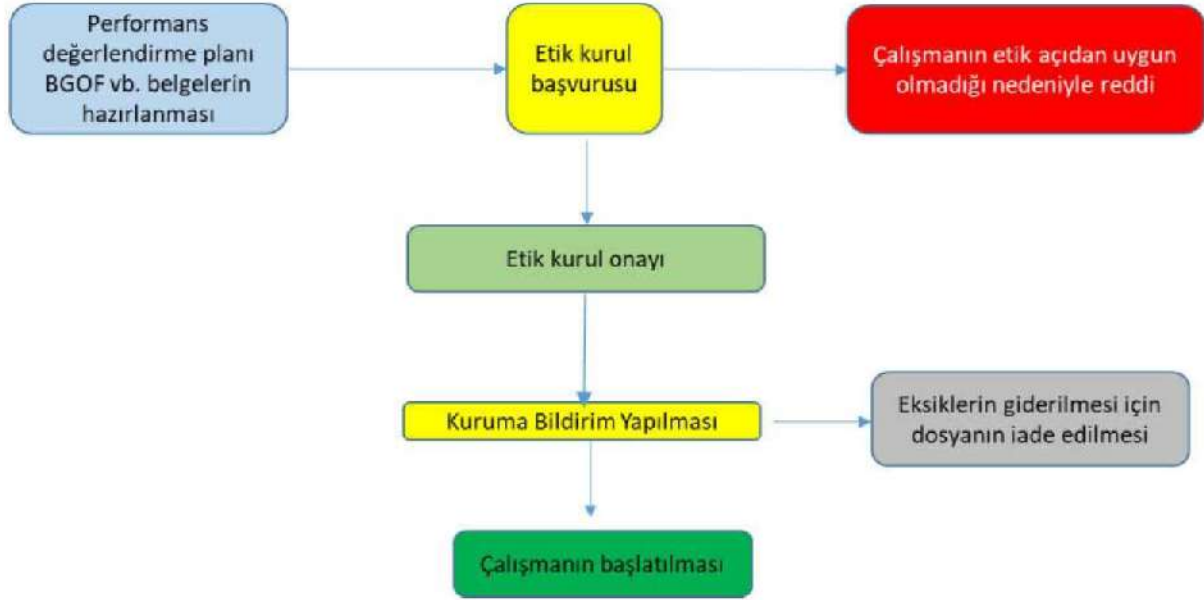 Performans
değerlendirme planı
BGOF vb. belgelerin
hazırlanması
Etik kurul
başvurusu
Çalışmanın etik açıdan uygun
olmadığı nedeniyle reddi
Etik kurul onayı
Kuruma Bildirim Yapılması
Eksiklerin giderilmesi için
dosyanın iade edilmesi
Çalışmanın başlatılması